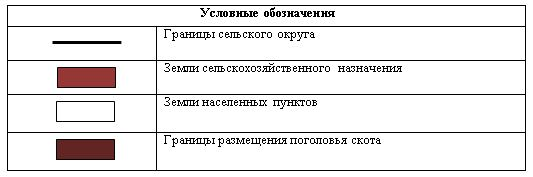 Условные обозначения
Границы сельского округа
Земли сельскохозяйственного назначения
Земли населенных пунктов
Границы размещения поголовья скота